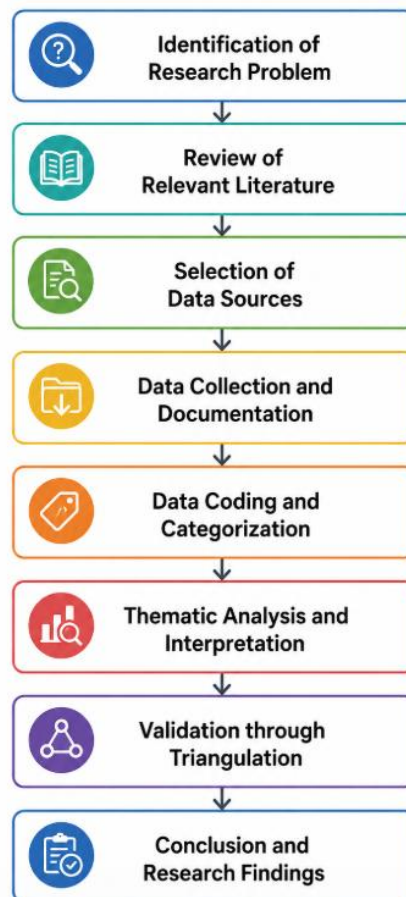 Identification of
Research Problem
Review of
Relevant Literature
Selection of
Data Sources
Data Collection and
Documentation
Data Coding and
Categorization
Thematic Analysis and
Interpretation
Validation through
Triangulation
Conclusion and
Research Findings